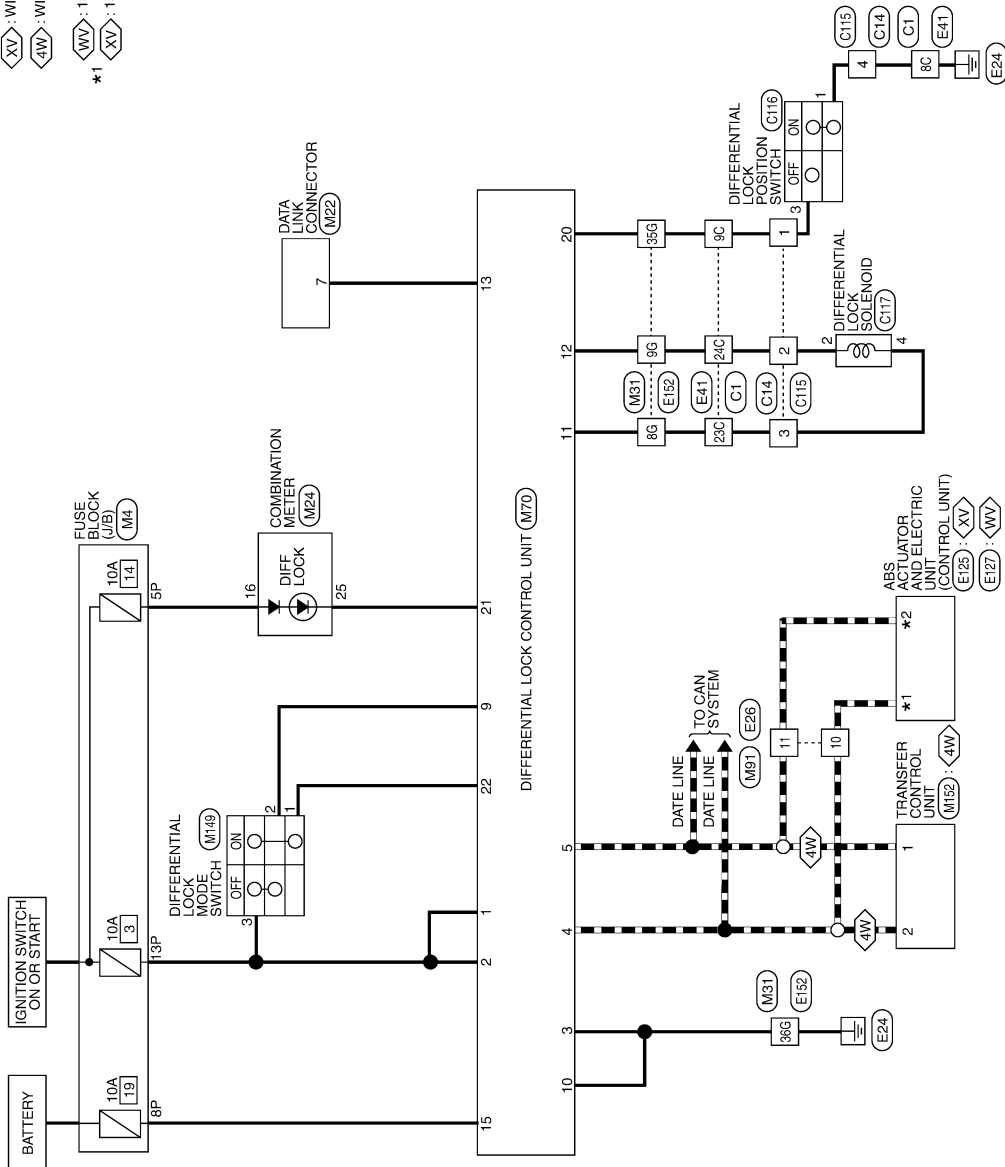 XV : WI
4W : WI
*1
WV : 1
XV : 1
BATTERY
IGNITION SWITCH
ON OR START
FUSE
BLOCK
(J/B)
M4
10A
19
8P
10A
3
13P
10A
14
5P
DIFFERENTIAL
LOCK
MODE
SWITCH
M149
OFF
ON
3
2
1
COMBINATION
METER
M24
16
DIFF
LOCK
25
DATA
LINK
CONNECTOR
M22
7
15
2
1
22
9
21
13
DIFFERENTIAL LOCK CONTROL UNIT
M70
10
3
4
5
11
12
20
M31
E152
36G
E24
DATE LINE
DATE LINE
TO CAN
SYSTEM
M91
E26
11
10
4W
4W
2
1
TRANSFER
CONTROL
UNIT
M152 : 4W
*1
*2
ABS
ACTUATOR
AND ELECTRIC
UNIT
(CONTROL UNIT)
E125 : XV
E127 : WV
8G
M31
E152
9G
35G
23C
E41
C1
24C
9C
3
C14
C115
2
1
2
4
DIFFERENTIAL
LOCK
SOLENOID
C117
DIFFERENTIAL
LOCK
POSITION
SWITCH
C116
OFF
ON
3
1
4
C115
C14
8C
C1
E41
E24